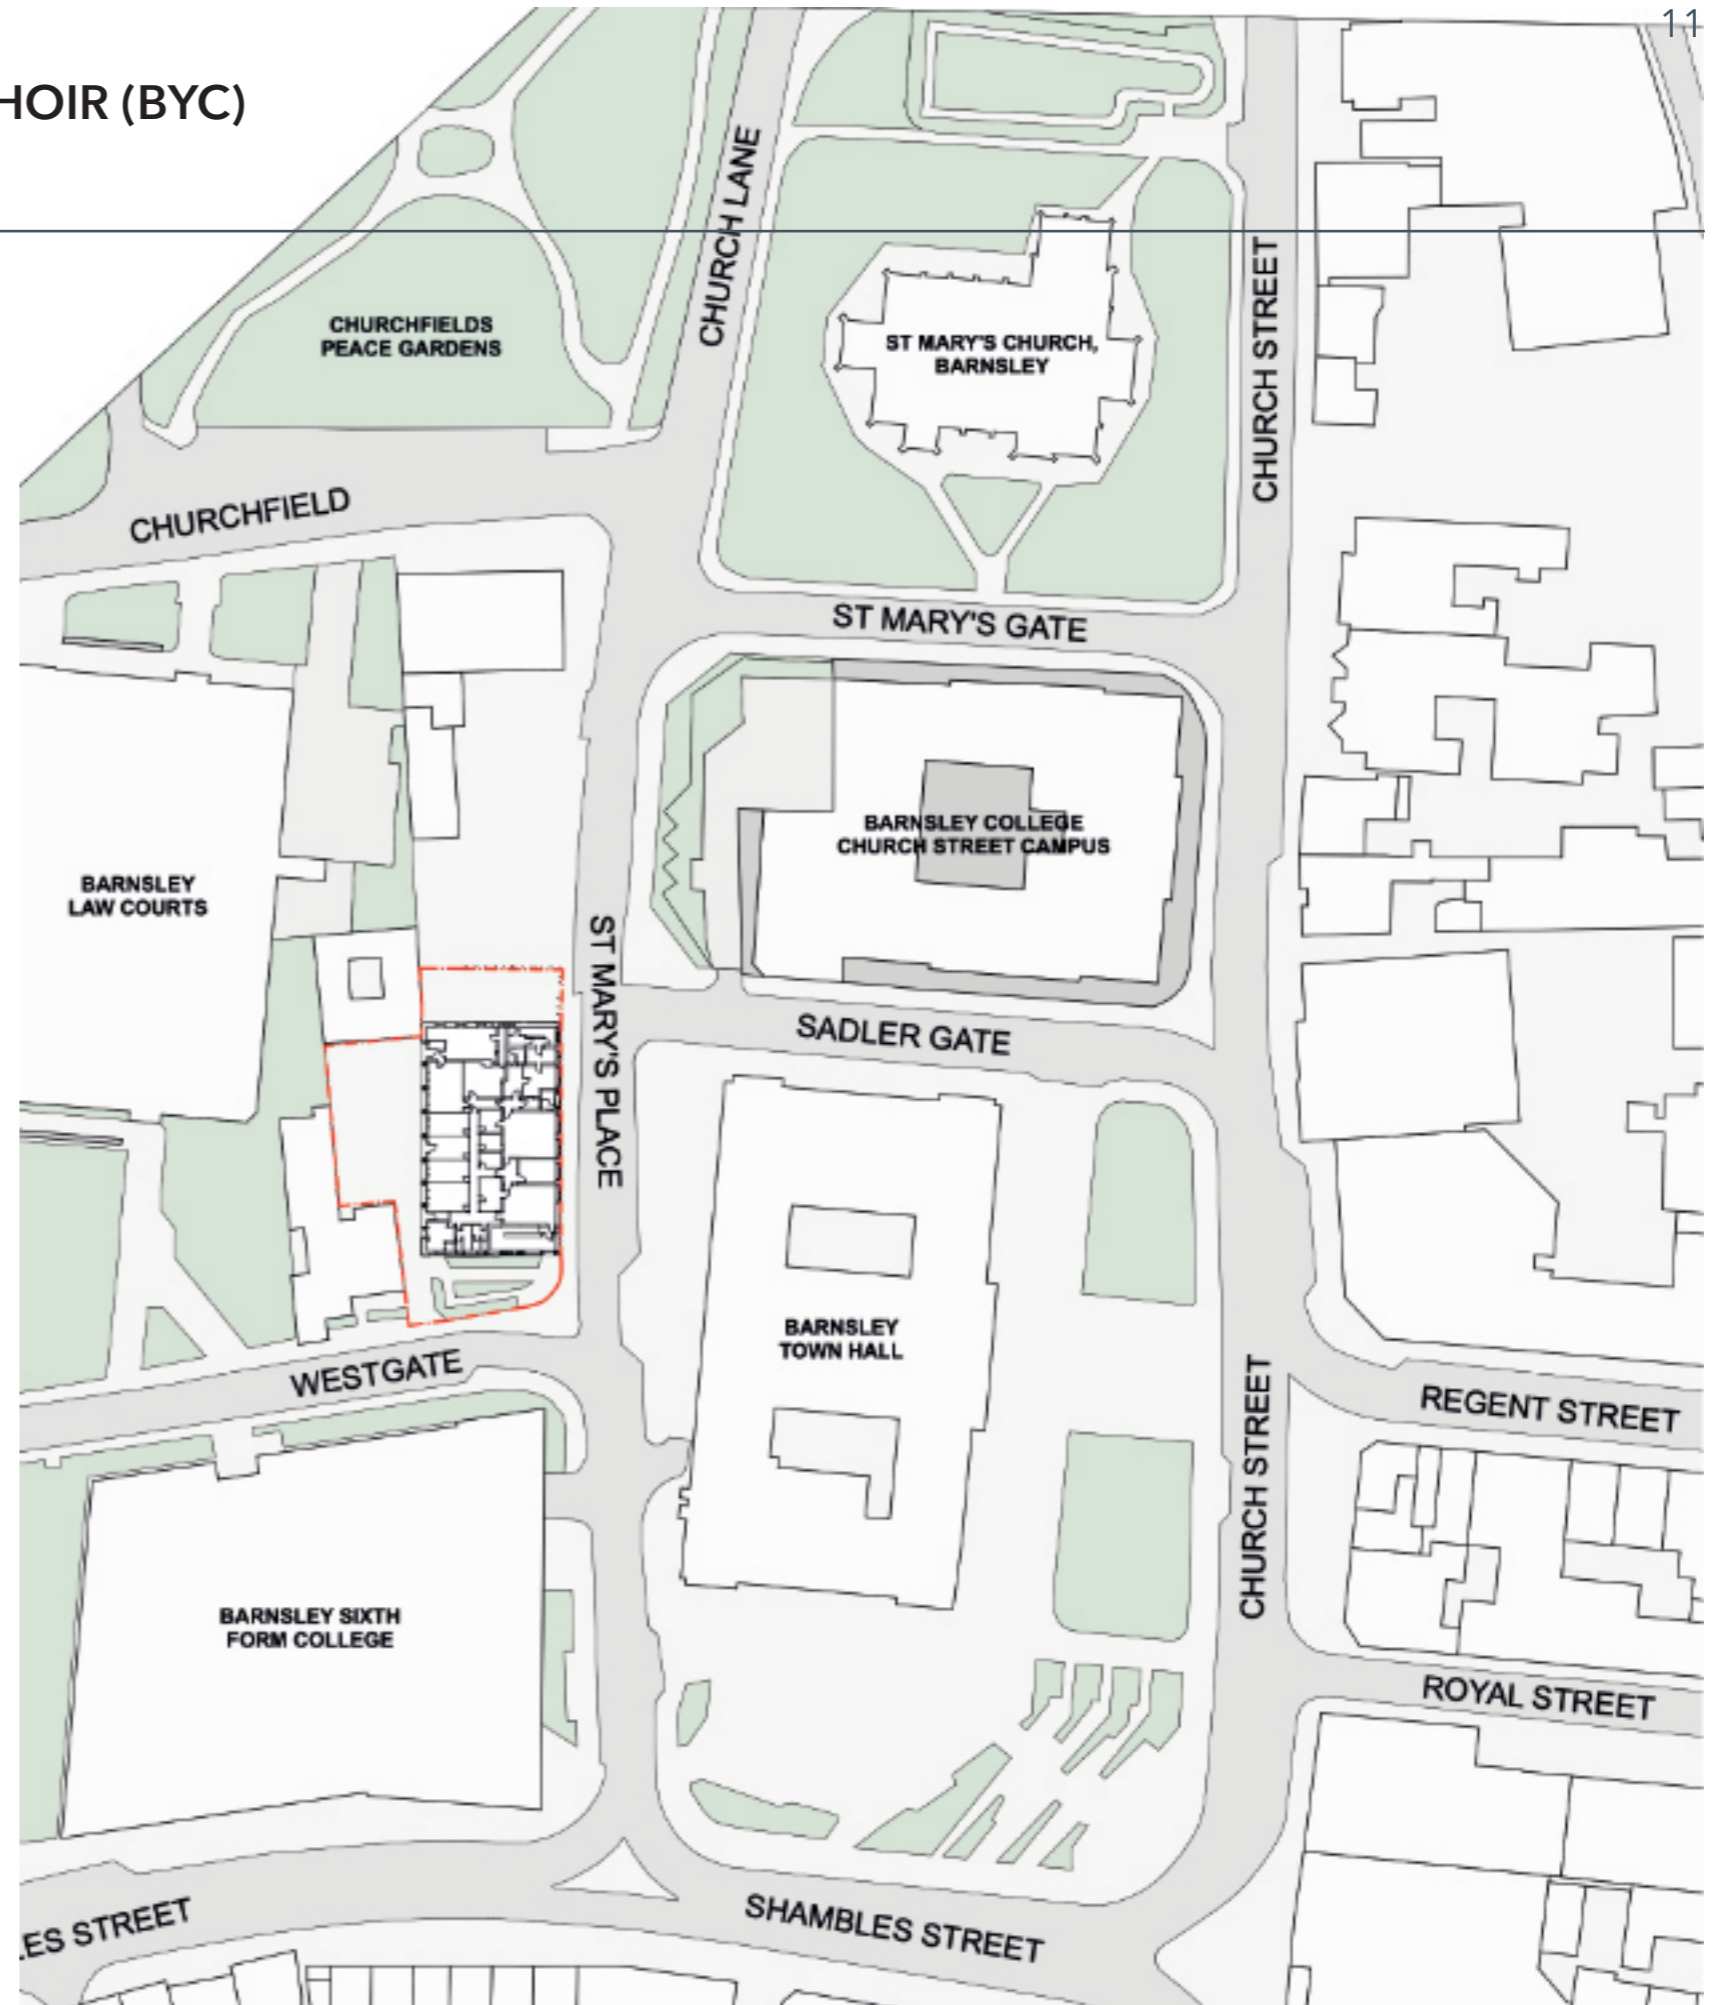 11
HOIR (BYC)
CHURCH LANE
CHURCHFIELDS
PEACE GARDENS
ST MARY'S CHURCH,
BARNSLEY
CHURCH STREET
CHURCHFIELD
ST MARY'S GATE
BARNSLEY COLLEGE
CHURCH STREET CAMPUS
BARNSLEY
LAW COURTS
ST MARY'S PLACE
SADLER GATE
BARNSLEY
TOWN HALL
WESTGATE
REGENT STREET
CHURCH STREET
BARNSLEY SIXTH
FORM COLLEGE
ROYAL STREET
LES STREET
SHAMBLES STREET